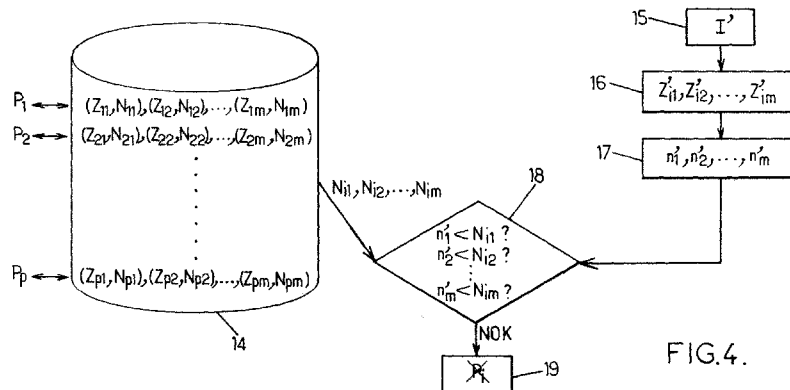 15
I'
16
Z'i1,Z'i2,...,Z'im
17
n'1,n'2,...,n'm
P1
(Z11,N11),(Z12,N12),...,(Z1m,N1m)
P2
(Z21,N21),(Z22,N22),...,(Z2m,N2m)
Pp
(Zp1,Np1),(Zp2,Np2),...,(Zpm,Npm)
14
Ni1,Ni2,...,Nim
18
n'1<Ni1?
n'2<Ni2?
n'm<Nim?
NOK
Pi
19
FIG.4.